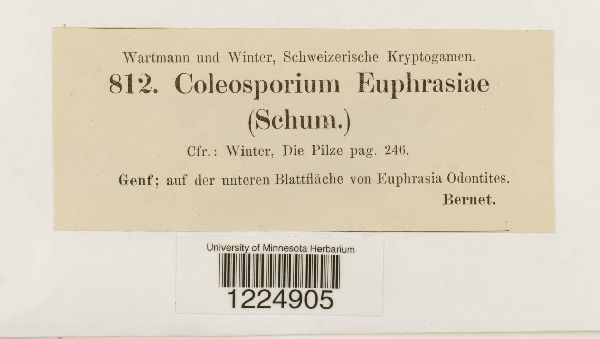 Wartmann und Winter, Schweizerische Kryptogamen.
812. Coleosporium Euphrasiae
(Schum.)
Cfr.: Winter, Die Pilze pag. 246.
Genf; auf der unteren Blattfläche von Euphrasia Odontites.
Bernet.
University of Minnesota Herbarium
1224905